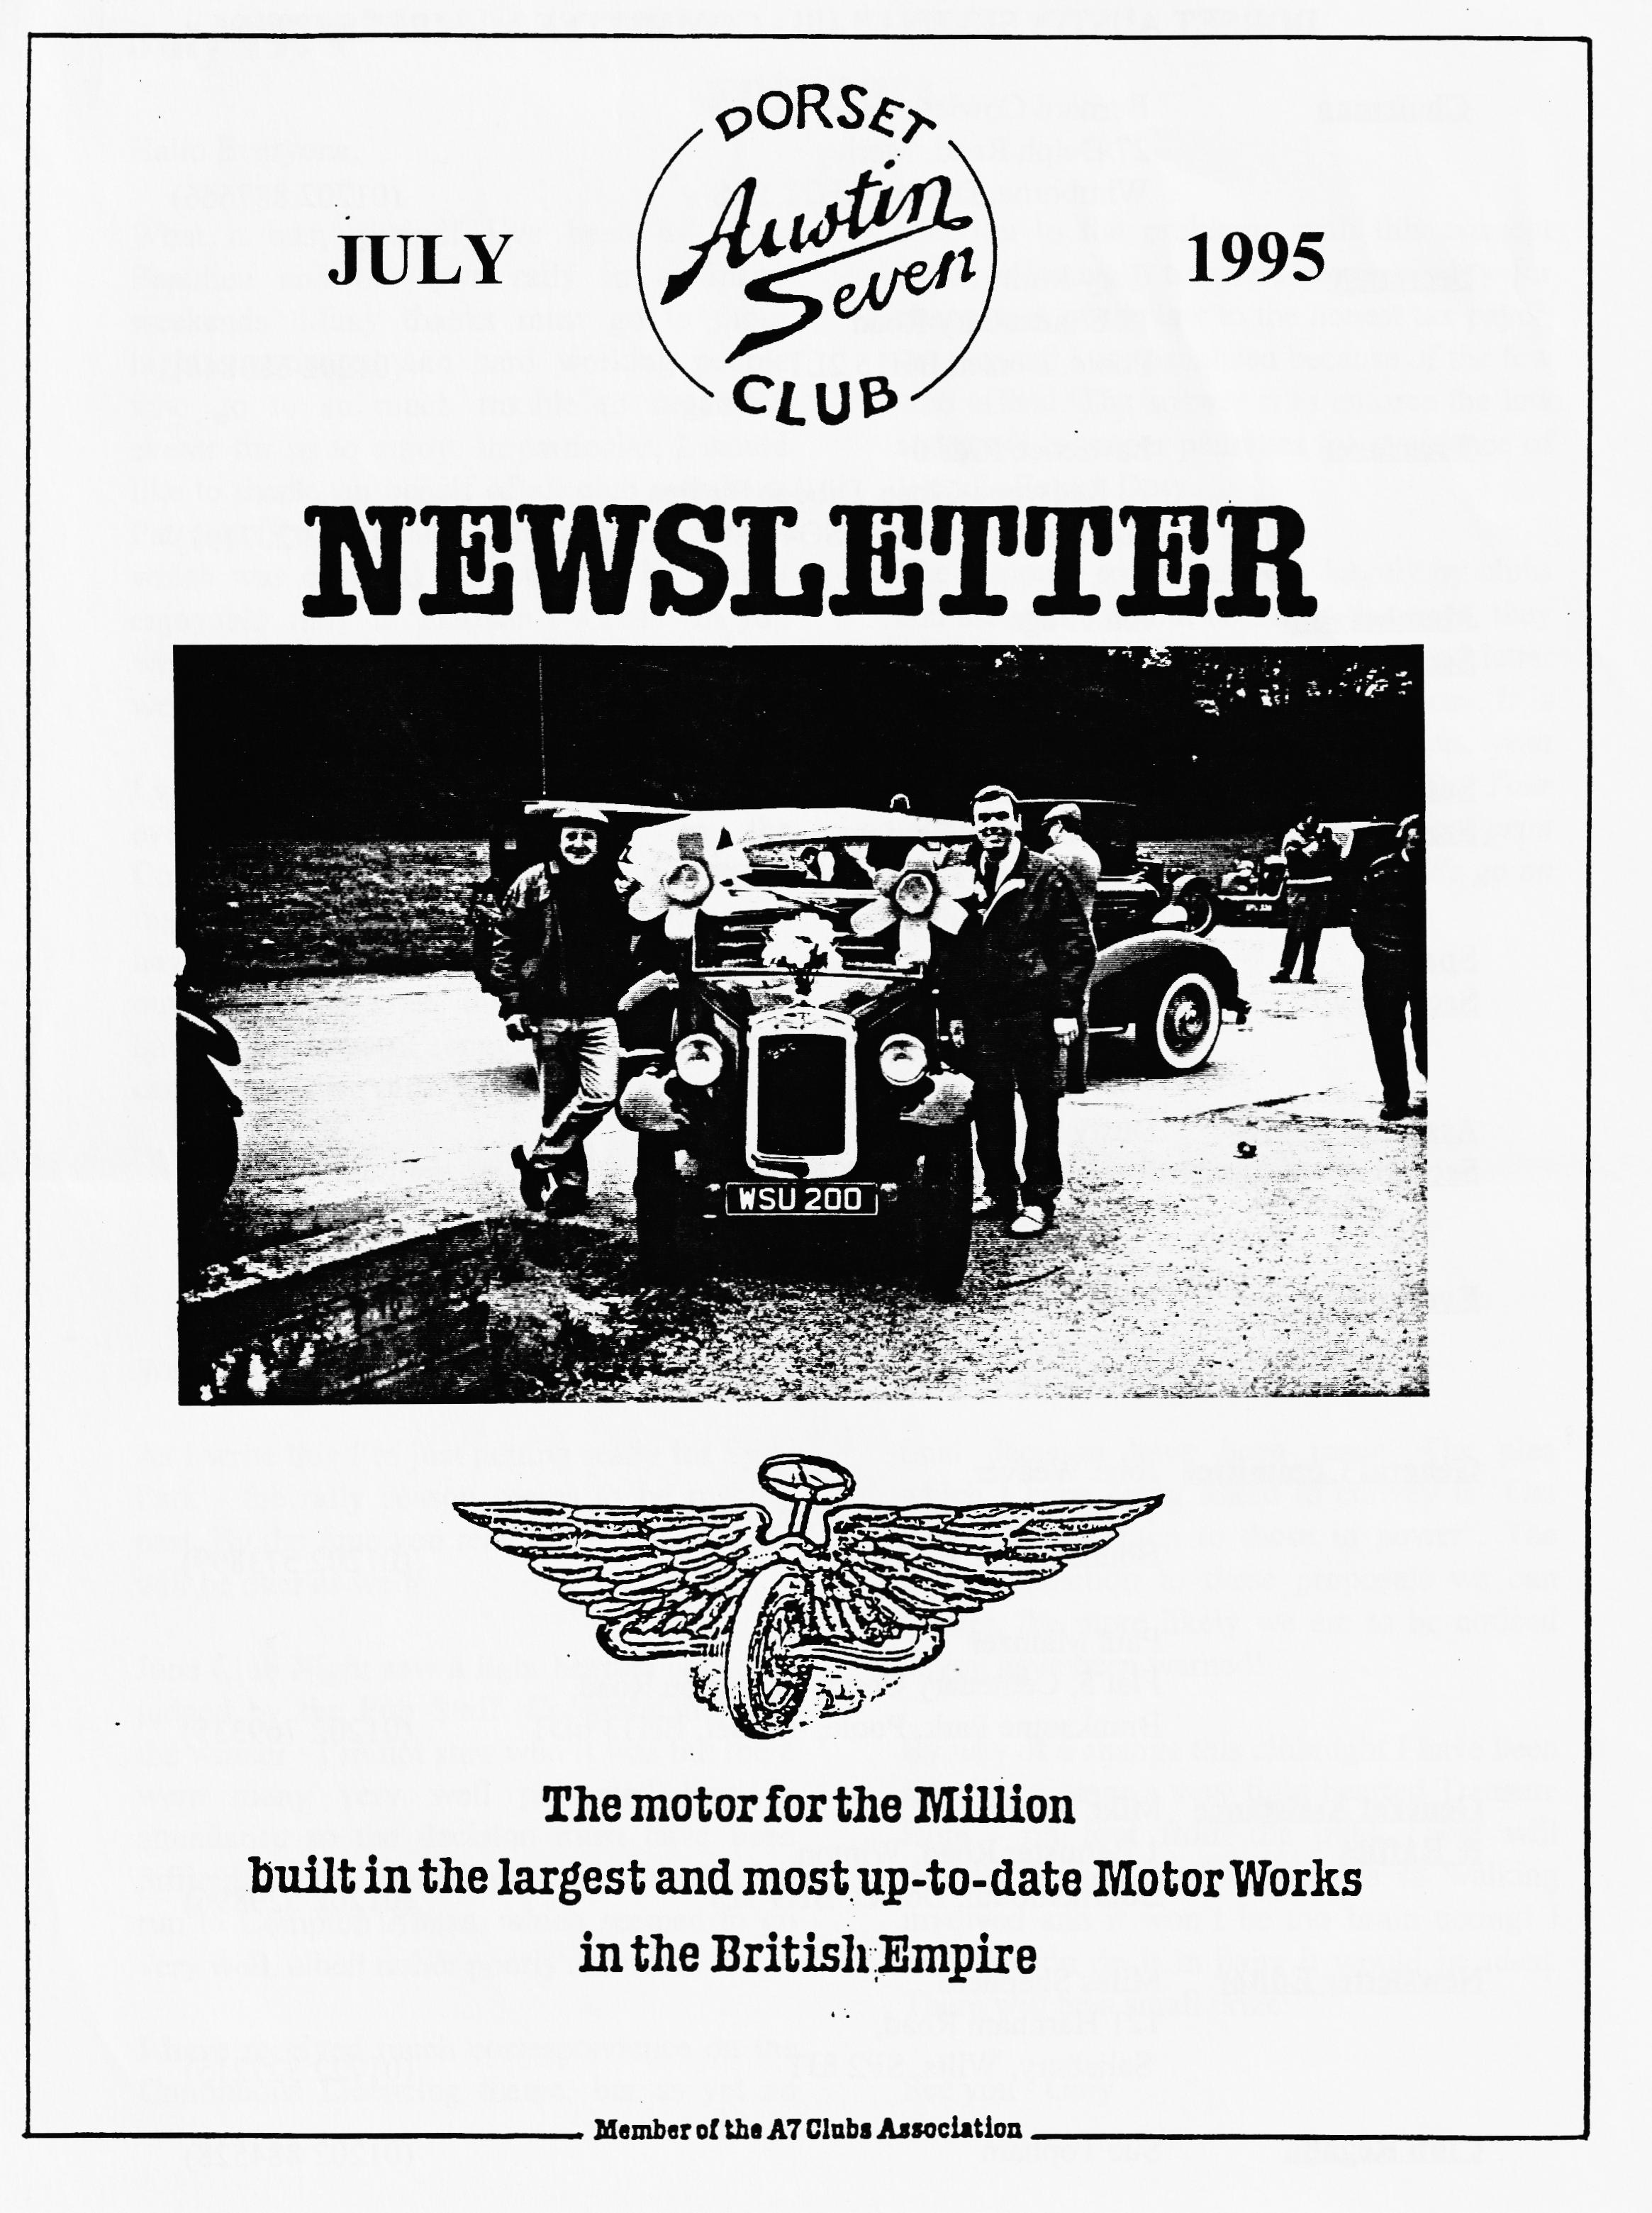 DORSET
Austin
Seven
CLUB
JULY
1995
NEWSLETTER
WSU 200
The motor for the Million
built in the largest and most up-to-date Motor Works
in the British Empire
Member of the A7 Clubs Association